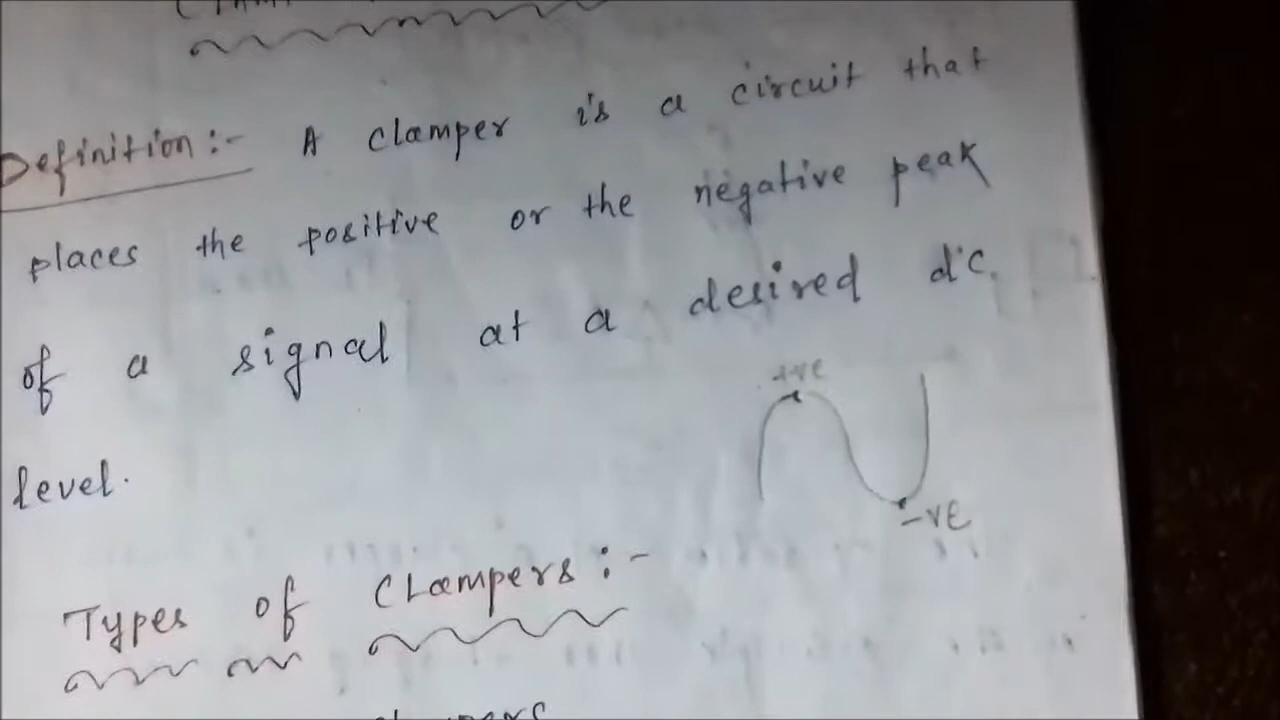 Definition :- A clamper is a circuit that
places the positive or the negative peak
of a signal at a desired d.c.
level.
+ve
-ve
Types of Clampers :-